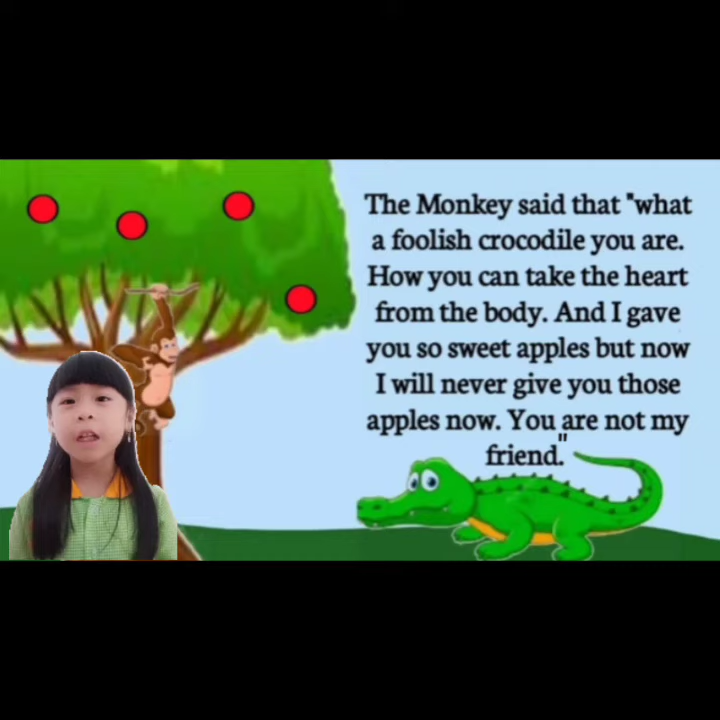 The Monkey said that "what
a foolish crocodile you are.
How you can take the heart
from the body. And I gave
you so sweet apples but now
I will never give you those
apples now. You are not my
friend."